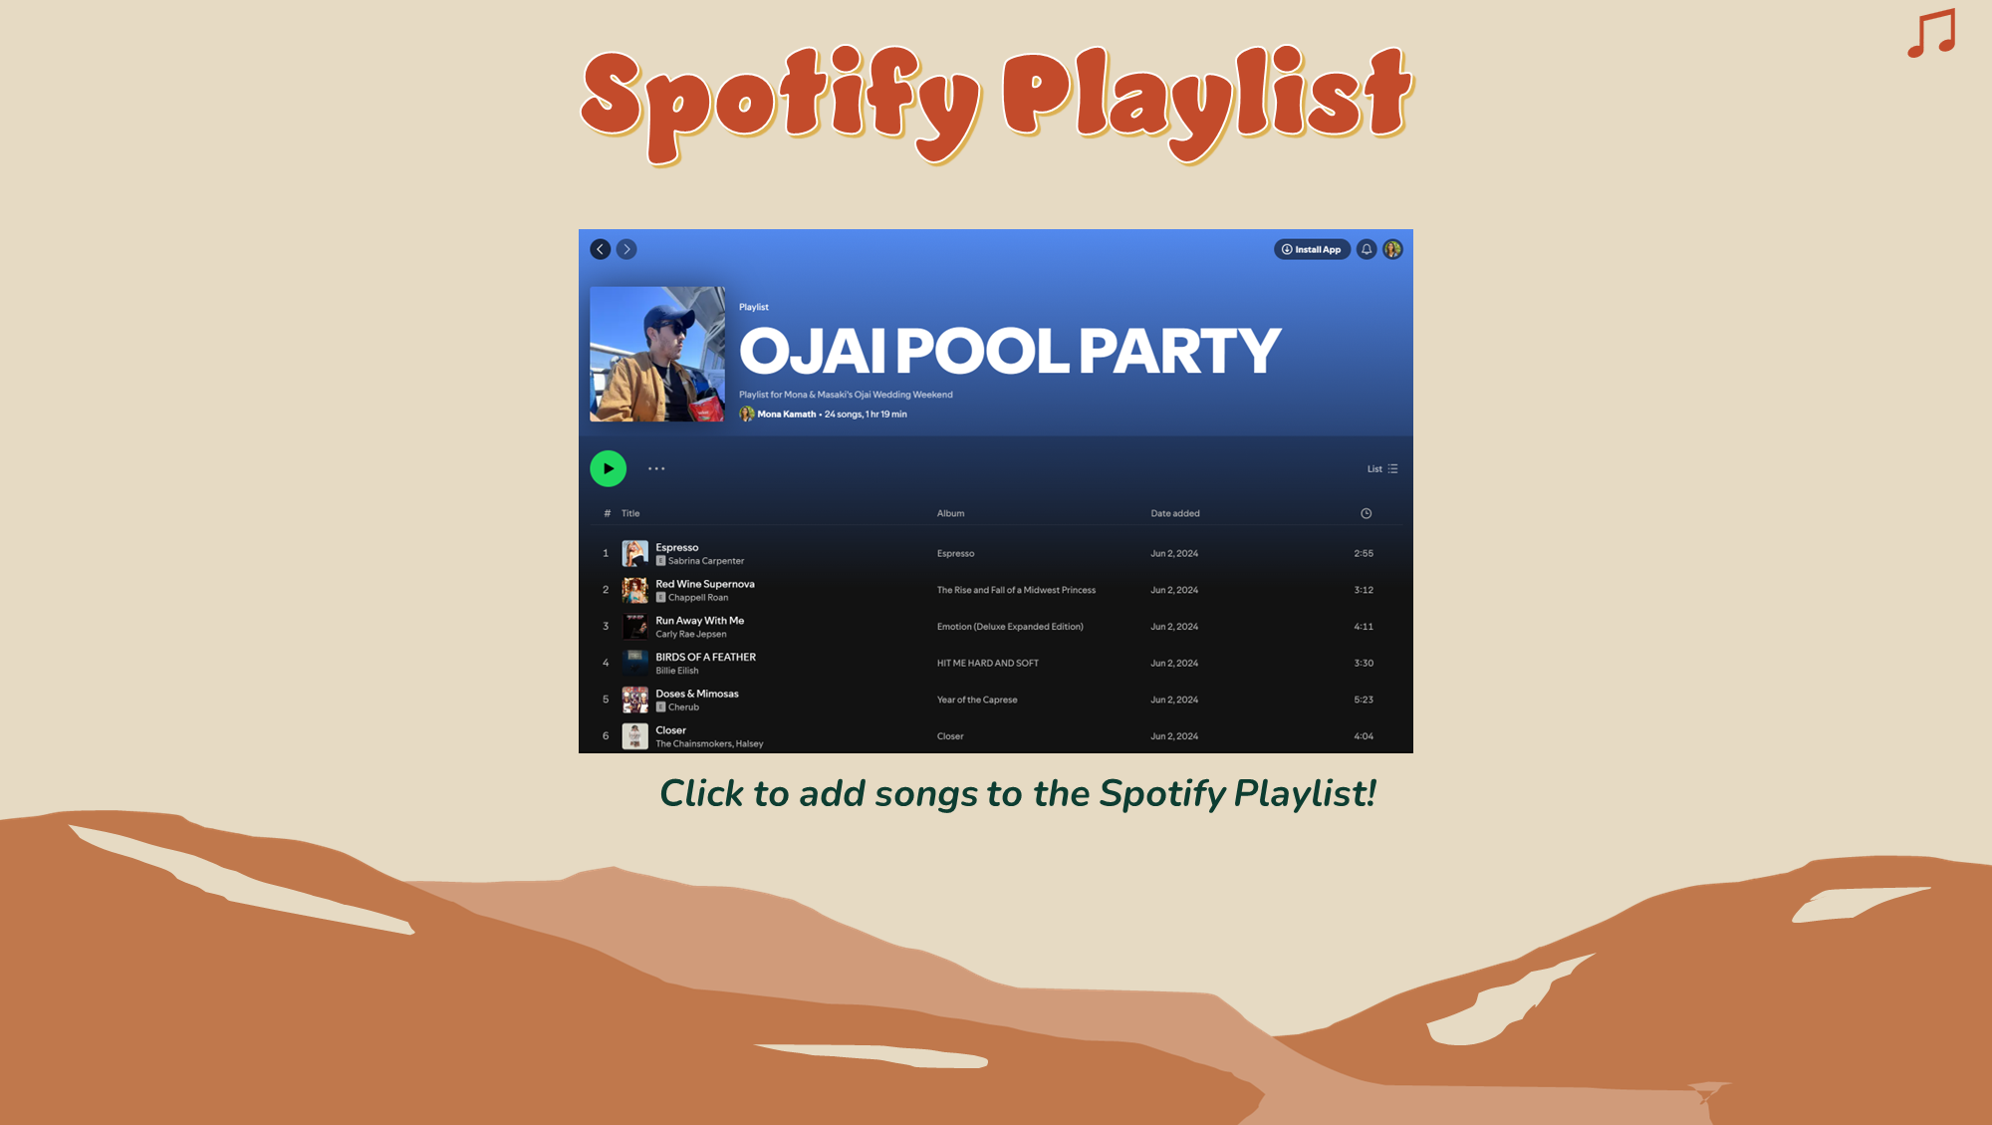 Spotify Playlist
Install App
Playlist
OJAI POOL PARTY
Playlist for Mona & Masaki's Ojai Wedding Weekend
Mona Kamath • 24 songs, 1 hr 19 min
List
# Title Album Date added
1 Espresso Espresso Jun 2, 2024 2:55
E Sabrina Carpenter
2 Red Wine Supernova The Rise and Fall of a Midwest Princess Jun 2, 2024 3:12
E Chappell Roan
3 Run Away With Me Emotion (Deluxe Expanded Edition) Jun 2, 2024 4:11
Carly Rae Jepsen
4 BIRDS OF A FEATHER HIT ME HARD AND SOFT Jun 2, 2024 3:30
Billie Eilish
5 Doses & Mimosas Year of the Caprese Jun 2, 2024 5:23
E Cherub
6 Closer Closer Jun 2, 2024 4:04
The Chainsmokers, Halsey
Click to add songs to the Spotify Playlist!